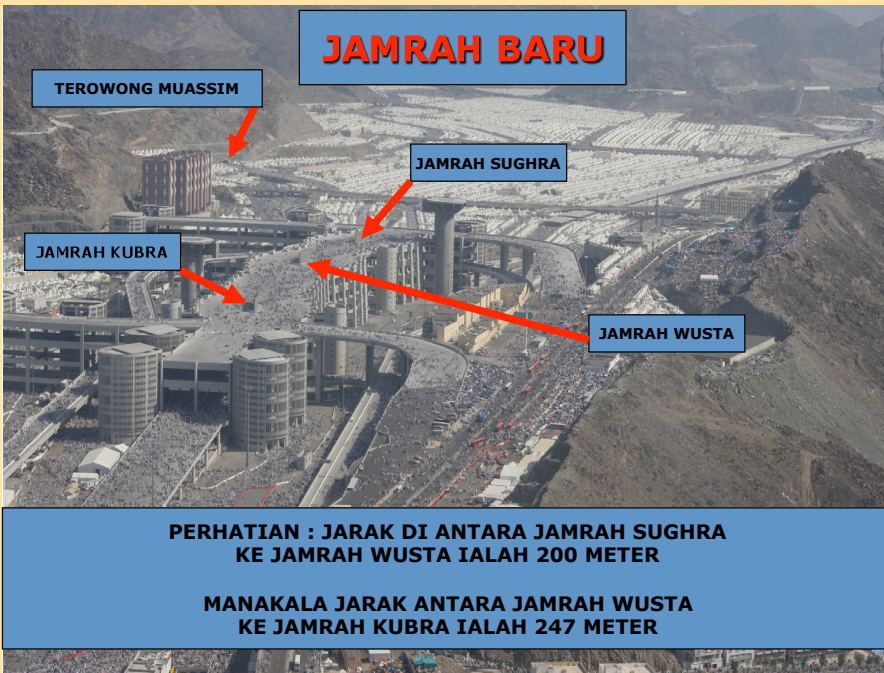 JAMRAH BARU
TEROWONG MUASSIM
JAMRAH SUGHRA
JAMRAH KUBRA
JAMRAH WUSTA
PERHATIAN : JARAK DI ANTARA JAMRAH SUGHRA
KE JAMRAH WUSTA IALAH 200 METER
MANAKALA JARAK ANTARA JAMRAH WUSTA
KE JAMRAH KUBRA IALAH 247 METER